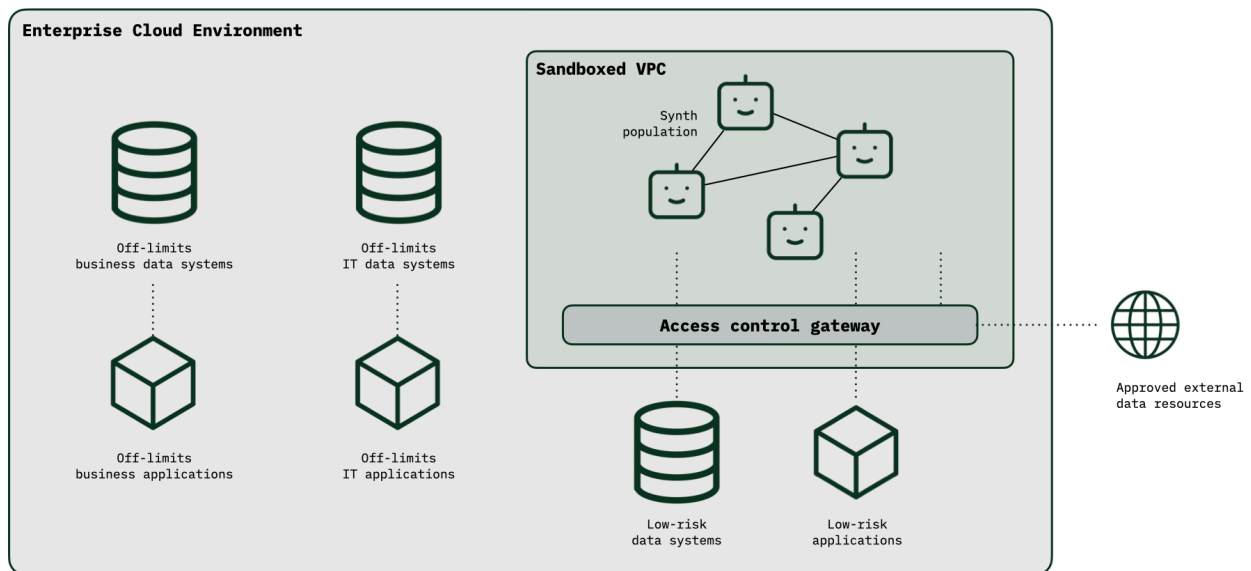 Enterprise Cloud Environment
Sandboxed VPC
Synth
population
Off-limits
business data systems
Off-limits
IT data systems
Access control gateway
Approved external
data resources
Off-limits
business applications
Off-limits
IT applications
Low-risk
data systems
Low-risk
applications